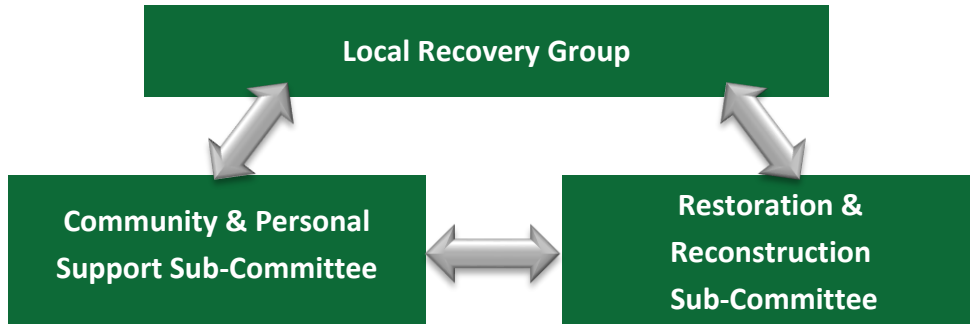 Local Recovery Group
Community & Personal
Support Sub-Committee
Restoration &
Reconstruction
Sub-Committee